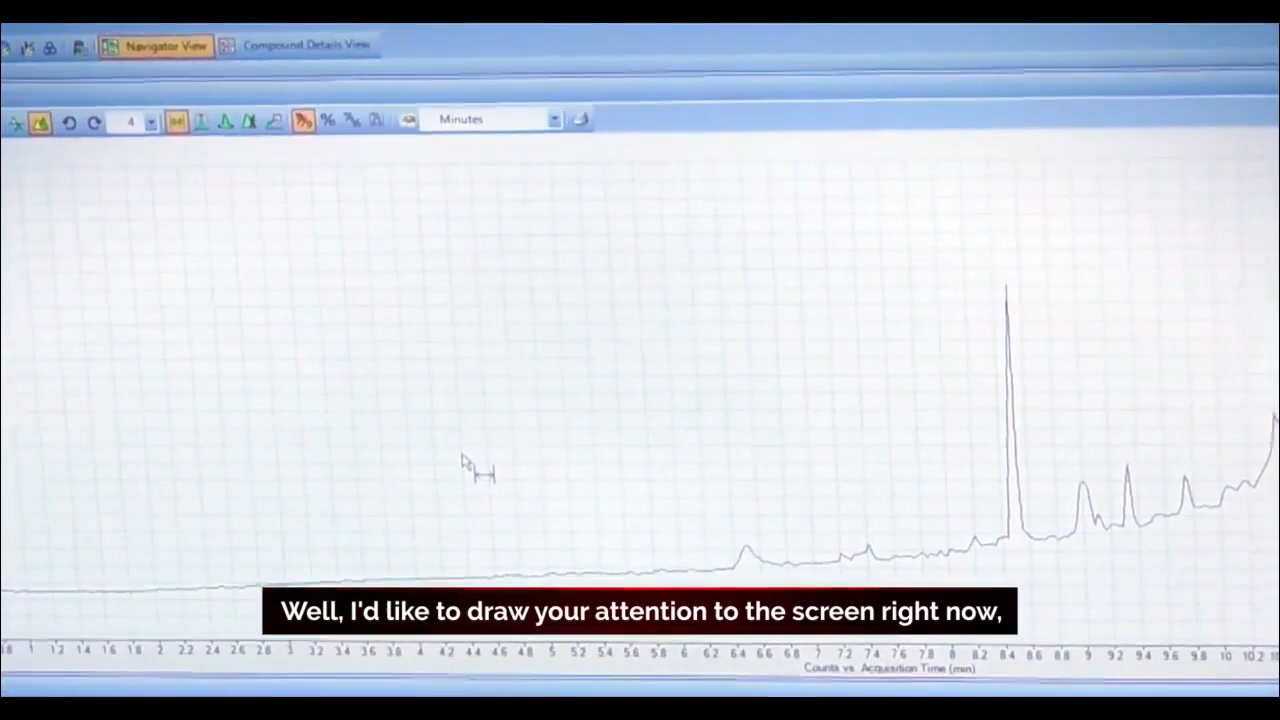 Navigator View Compound Details View
4 Minutes
Well, I'd like to draw your attention to the screen right now,
1 1.2 1.4 1.6 1.8 2 2.2 2.4 2.6 2.8 3 3.2 3.4 3.6 3.8 4 4.2 4.4 4.6 4.8 5 5.2 5.4 5.6 5.8 6 6.2 6.4 6.6 6.8 7 7.2 7.4 7.6 7.8 8 8.2 8.4 8.6 8.8 9 9.2 9.4 9.6 9.8 10 10.2
Counts vs. Acquisition Time (min)